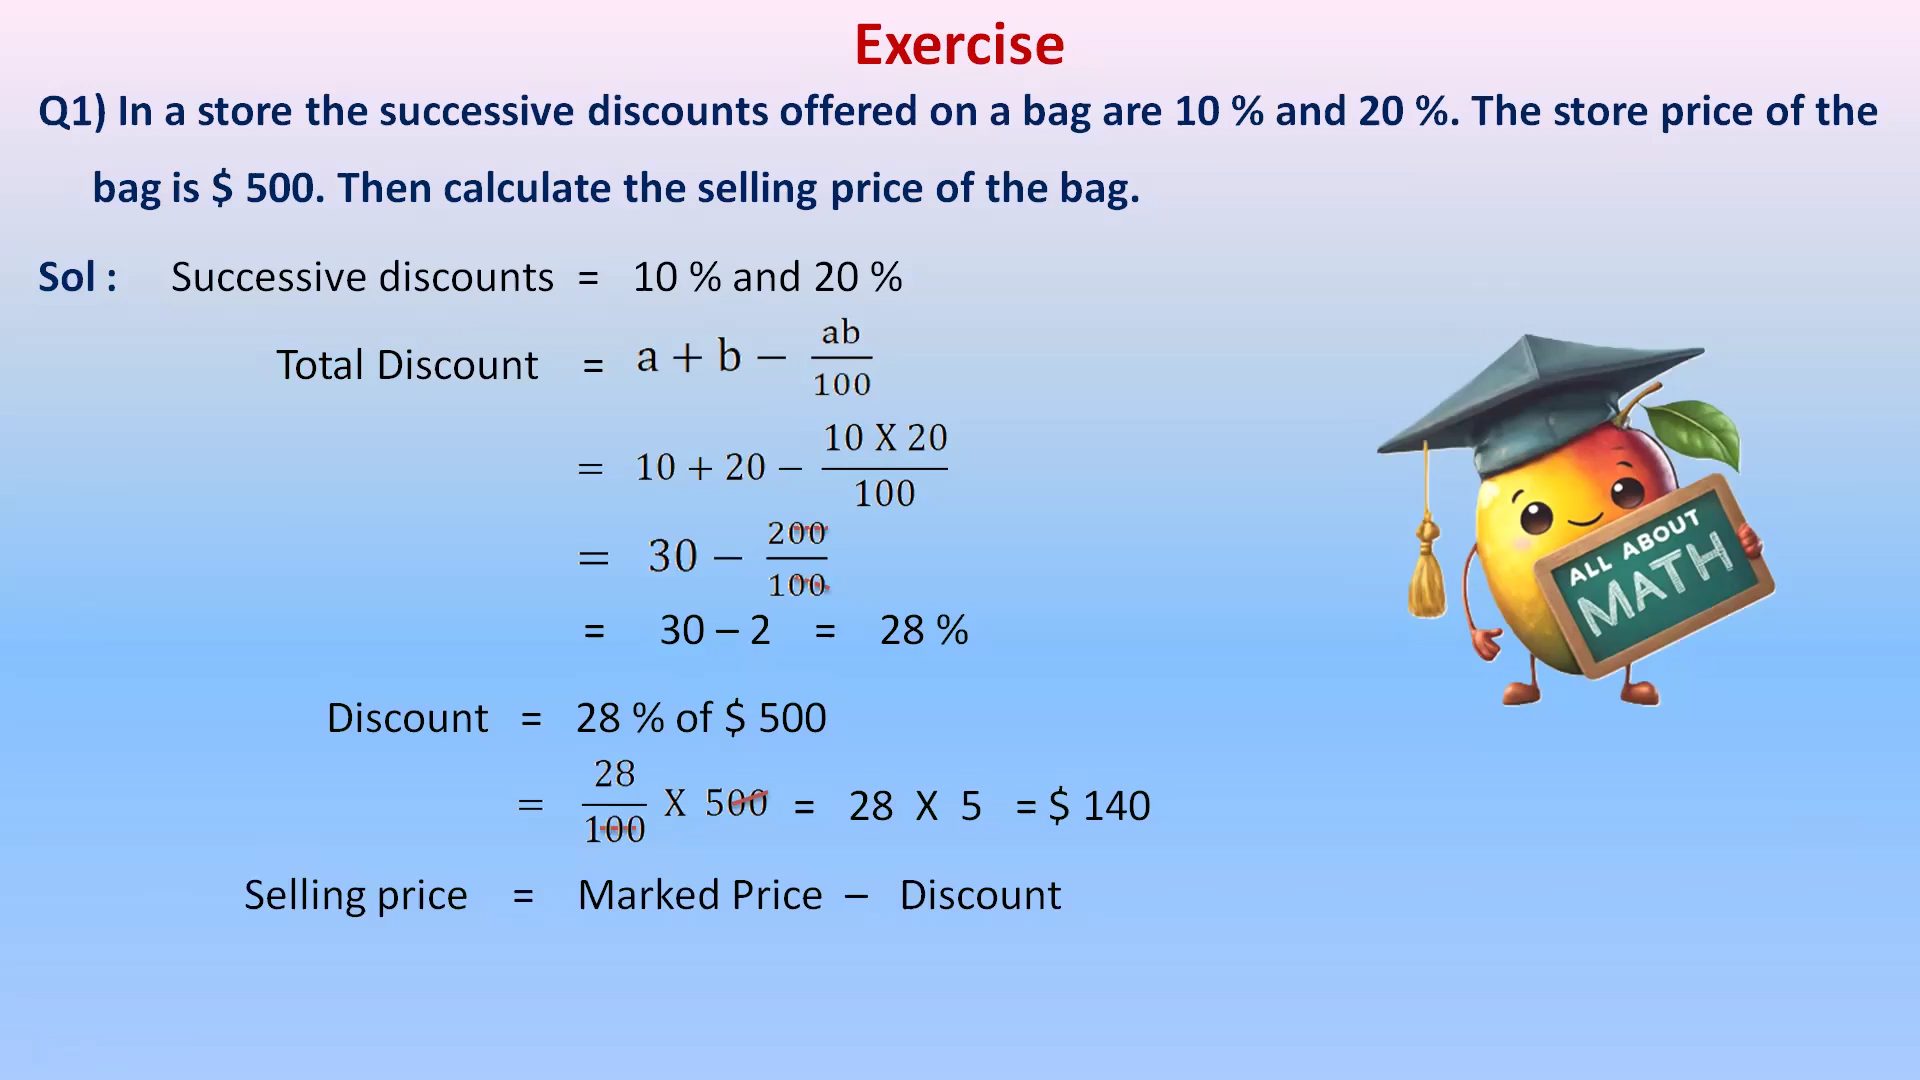 Exercise
Q1) In a store the successive discounts offered on a bag are 10 % and 20 %. The store price of the
bag is $ 500. Then calculate the selling price of the bag.
Sol : Successive discounts = 10 % and 20 %
Total Discount = a + b − ab/100
= 10 + 20 − 10 X 20/100
= 30 − 200/100
= 30 – 2 = 28 %
Discount = 28 % of $ 500
= 28/100 X 500 = 28 X 5 = $ 140
Selling price = Marked Price – Discount
ALL ABOUT
MATH